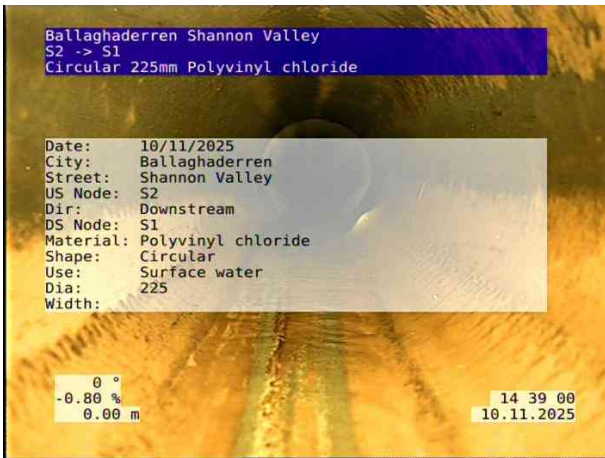 Ballaghaderren Shannon Valley
S2 -> S1
Circular 225mm Polyvinyl chloride
Date: 10/11/2025
City: Ballaghaderren
Street: Shannon Valley
US Node: S2
Dir: Downstream
DS Node: S1
Material: Polyvinyl chloride
Shape: Circular
Use: Surface water
Dia: 225
Width:
0 °
-0.80 %
0.00 m
14 39 00
10.11.2025